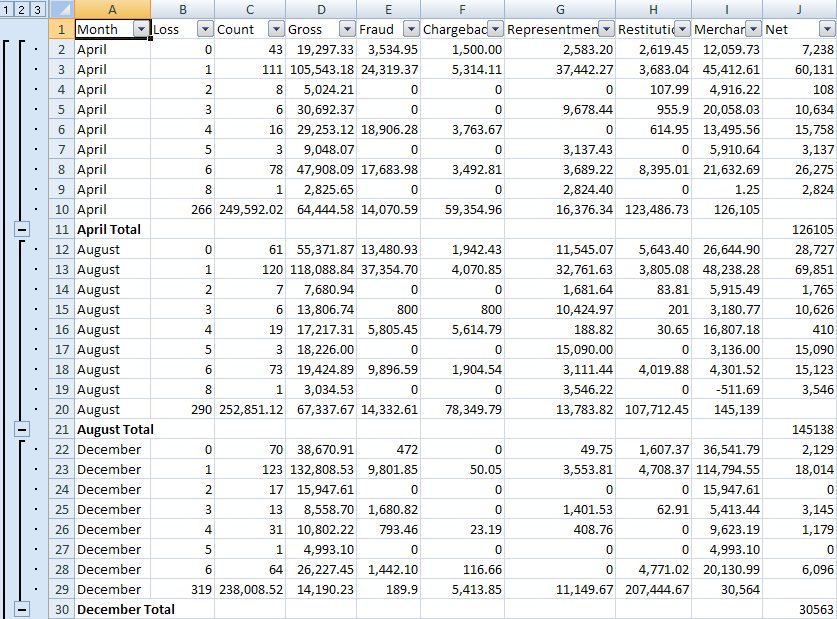 1 2 3 A B C D E F G H I J
1 Month Loss Count Gross Fraud Chargebac Representmen Restituti Merchar Net
2 April 0 43 19,297.33 3,534.95 1,500.00 2,583.20 2,619.45 12,059.73 7,238
3 April 1 111 105,543.18 24,319.37 5,314.11 37,442.27 3,683.04 45,412.61 60,131
4 April 2 8 5,024.21 0 0 0 107.99 4,916.22 108
5 April 3 6 30,692.37 0 0 9,678.44 955.9 20,058.03 10,634
6 April 4 16 29,253.12 18,906.28 3,763.67 0 614.95 13,495.56 15,758
7 April 5 3 9,048.07 0 0 3,137.43 0 5,910.64 3,137
8 April 6 78 47,908.09 17,683.98 3,492.81 3,689.22 8,395.01 21,632.69 26,275
9 April 8 1 2,825.65 0 0 2,824.40 0 1.25 2,824
10 April 266 249,592.02 64,444.58 14,070.59 59,354.96 16,376.34 123,486.73 126,105
11 April Total 126105
12 August 0 61 55,371.87 13,480.93 1,942.43 11,545.07 5,643.40 26,644.90 28,727
13 August 1 120 118,088.84 37,354.70 4,070.85 32,761.63 3,805.08 48,238.28 69,851
14 August 2 7 7,680.94 0 0 1,681.64 83.81 5,915.49 1,765
15 August 3 6 13,806.74 800 800 10,424.97 201 3,180.77 10,626
16 August 4 19 17,217.31 5,805.45 5,614.79 188.82 30.65 16,807.18 410
17 August 5 3 18,226.00 0 0 15,090.00 0 3,136.00 15,090
18 August 6 73 19,424.89 9,896.59 1,904.54 3,111.44 4,019.88 4,301.52 15,123
19 August 8 1 3,034.53 0 0 3,546.22 0 -511.69 3,546
20 August 290 252,851.12 67,337.67 14,332.61 78,349.79 13,783.82 107,712.45 145,139
21 August Total 145138
22 December 0 70 38,670.91 472 0 49.75 1,607.37 36,541.79 2,129
23 December 1 123 132,808.53 9,801.85 50.05 3,553.81 4,708.37 114,794.55 18,014
24 December 2 17 15,947.61 0 0 0 0 15,947.61 0
25 December 3 13 8,558.70 1,680.82 0 1,401.53 62.91 5,413.44 3,145
26 December 4 31 10,802.22 793.46 23.19 408.76 0 9,623.19 1,179
27 December 5 1 4,993.10 0 0 0 0 4,993.10 0
28 December 6 64 26,227.45 1,442.10 116.66 0 4,771.02 20,130.99 6,096
29 December 319 238,008.52 14,190.23 189.9 5,413.85 11,149.67 207,444.67 30,564
30 December Total 30563